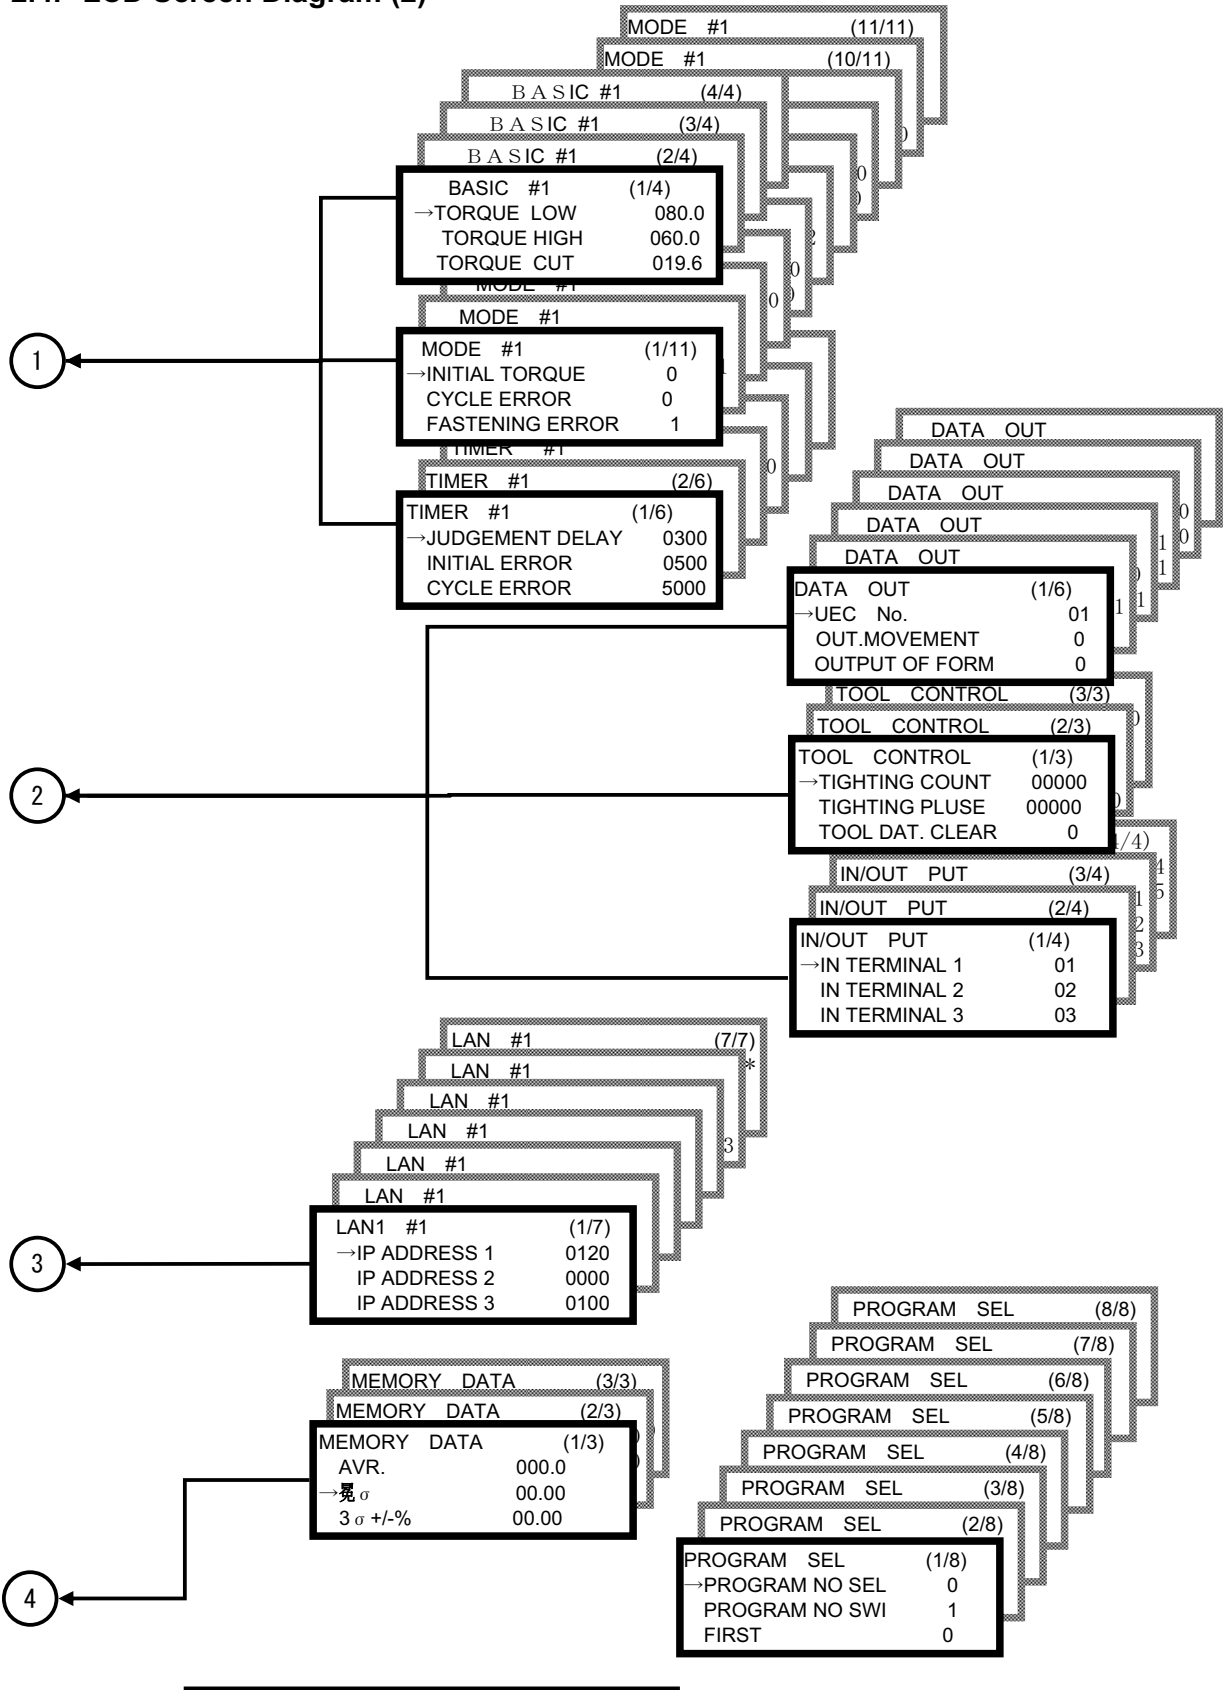 MODE #1 (11/11)
MODE #1 (10/11)
BASIC #1 (4/4)
BASIC #1 (3/4)
BASIC #1 (2/4)
BASIC #1 (1/4)
→TORQUE LOW 080.0
TORQUE HIGH 060.0
TORQUE CUT 019.6
MODE #1
MODE #1
MODE #1 (1/11)
→INITIAL TORQUE 0
CYCLE ERROR 0
FASTENING ERROR 1
TIMER #1
TIMER #1 (2/6)
TIMER #1 (1/6)
→JUDGEMENT DELAY 0300
INITIAL ERROR 0500
CYCLE ERROR 5000
1
DATA OUT
DATA OUT
DATA OUT
DATA OUT
DATA OUT
DATA OUT (1/6)
→UEC No. 01
OUT.MOVEMENT 0
OUTPUT OF FORM 0
TOOL CONTROL (3/3)
TOOL CONTROL (2/3)
TOOL CONTROL (1/3)
→TIGHTING COUNT 00000
TIGHTING PLUSE 00000
TOOL DAT. CLEAR 0
2
IN/OUT PUT (3/4)
IN/OUT PUT (2/4)
IN/OUT PUT (1/4)
→IN TERMINAL 1 01
IN TERMINAL 2 02
IN TERMINAL 3 03
LAN #1 (7/7)
LAN #1 *
LAN #1
LAN #1
LAN #1
LAN #1
LAN1 #1 (1/7)
→IP ADDRESS 1 0120
IP ADDRESS 2 0000
IP ADDRESS 3 0100
3
MEMORY DATA (3/3)
MEMORY DATA (2/3)
MEMORY DATA (1/3)
AVR. 000.0
→σ 00.00
3σ+/-% 00.00
4
PROGRAM SEL (8/8)
PROGRAM SEL (7/8)
PROGRAM SEL (6/8)
PROGRAM SEL (5/8)
PROGRAM SEL (4/8)
PROGRAM SEL (3/8)
PROGRAM SEL (2/8)
PROGRAM SEL (1/8)
→PROGRAM NO SEL 0
PROGRAM NO SWI 1
FIRST 0